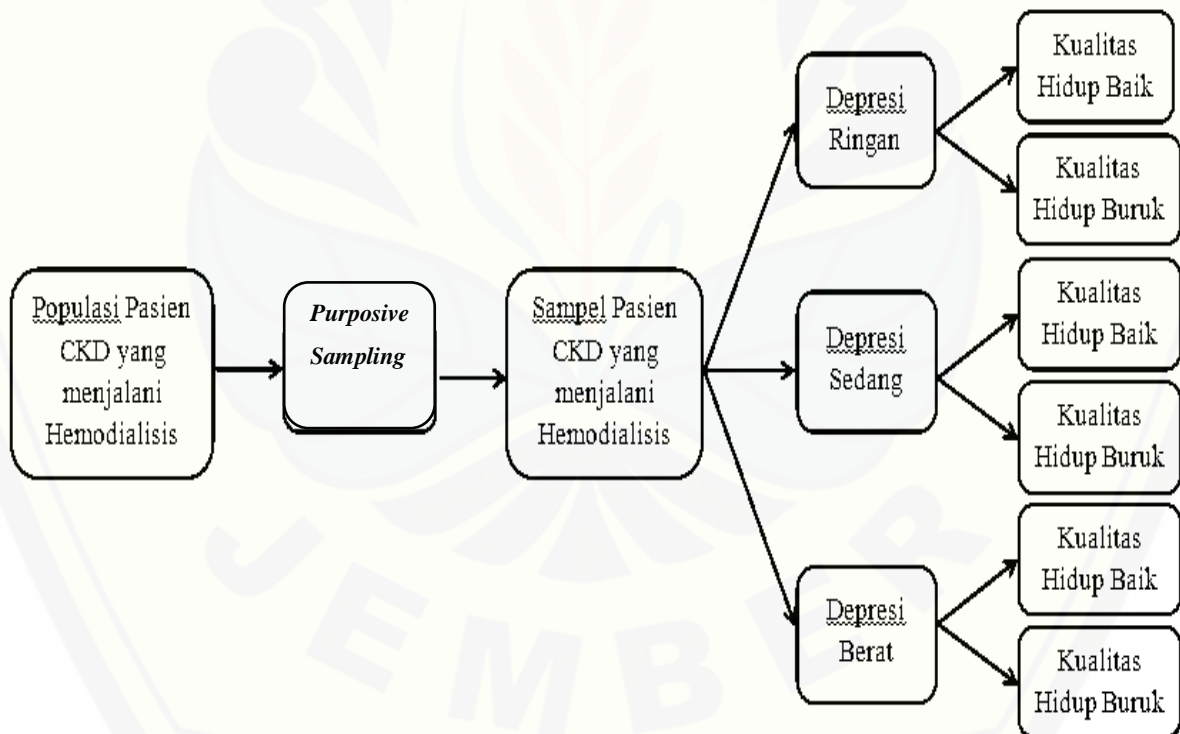 Populasi Pasien
CKD yang
menjalani
Hemodialisis
Purposive
Sampling
Sampel Pasien
CKD yang
menjalani
Hemodialisis
Depresi
Ringan
Kualitas
Hidup Baik
Kualitas
Hidup Buruk
Depresi
Sedang
Kualitas
Hidup Baik
Kualitas
Hidup Buruk
Depresi
Berat
Kualitas
Hidup Baik
Kualitas
Hidup Buruk
JEMBER